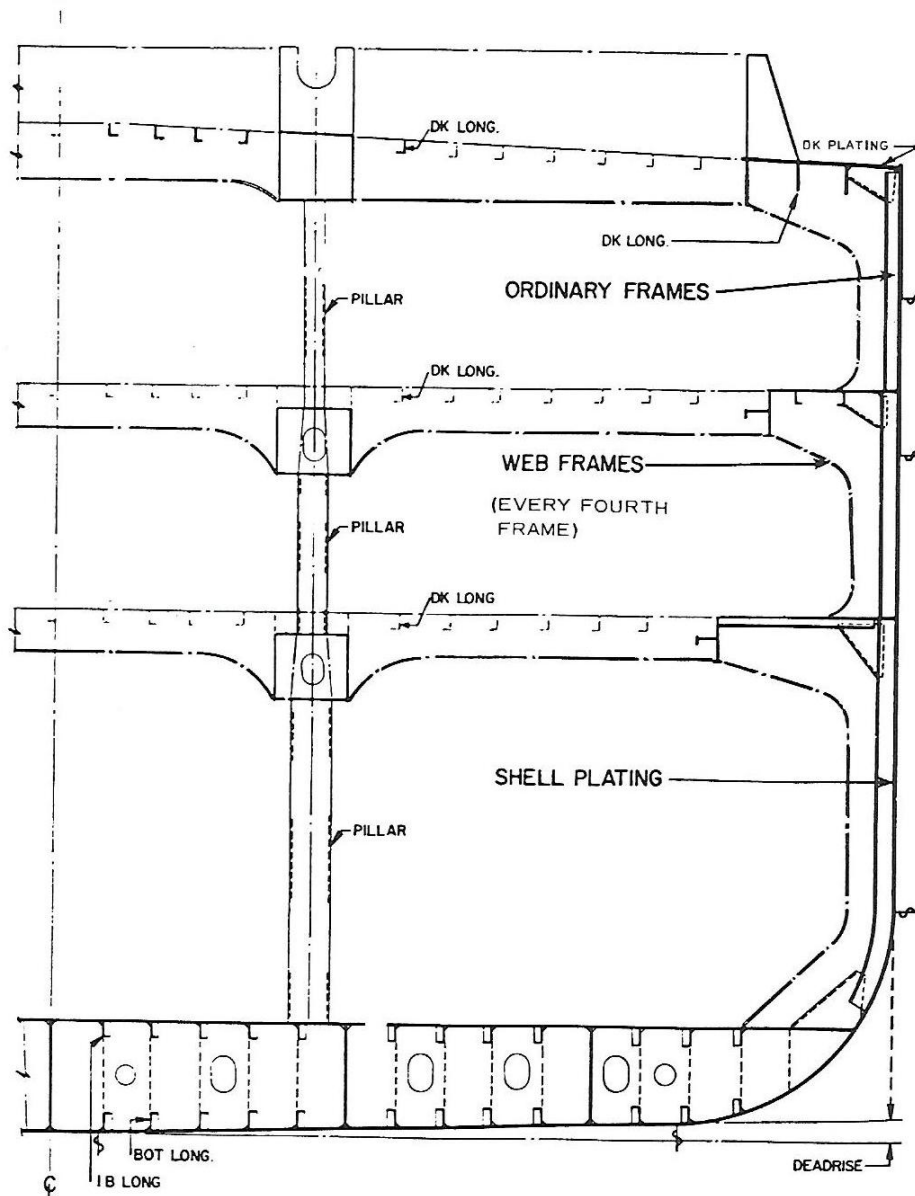 DK LONG.
DK PLATING
DK LONG.
ORDINARY FRAMES
PILLAR
DK LONG.
WEB FRAMES
(EVERY FOURTH
FRAME)
PILLAR
DK LONG
SHELL PLATING
PILLAR
BOT LONG.
DEADRISE
IB LONG